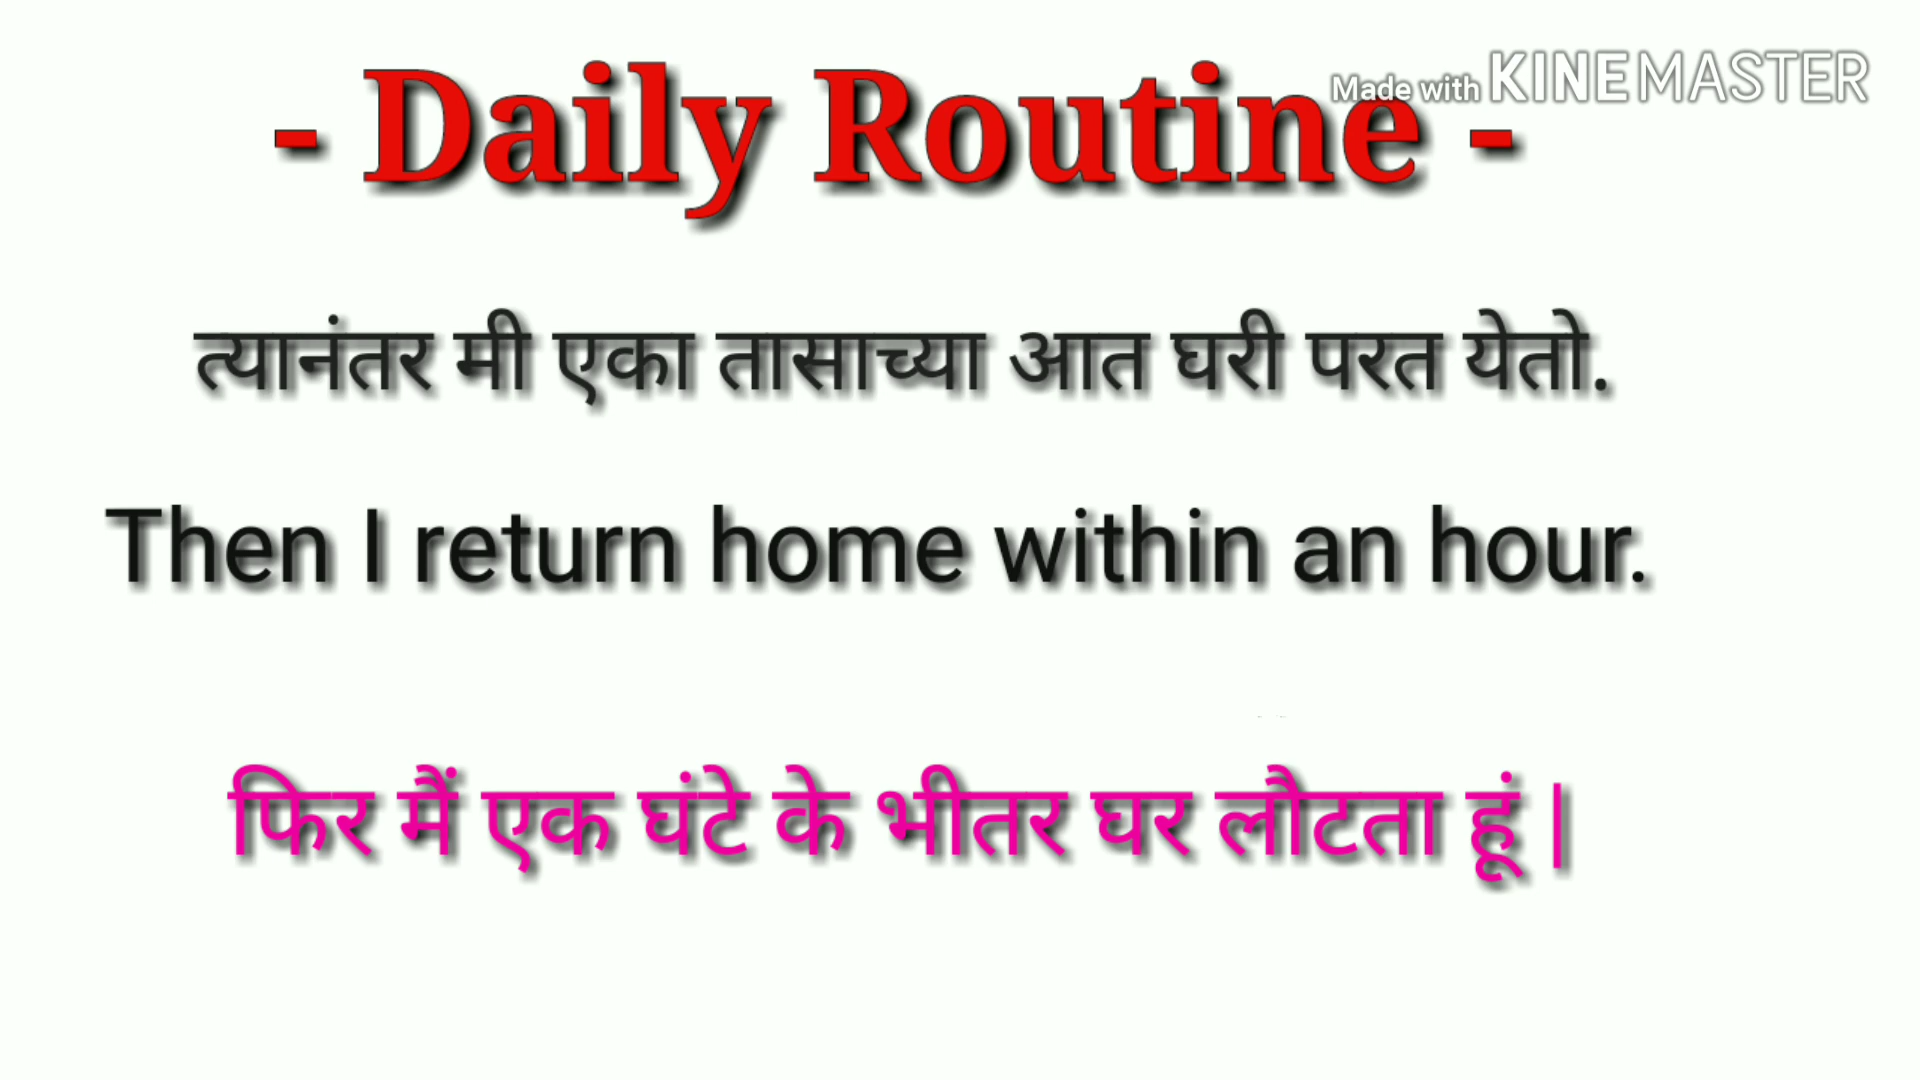 Made with KINEMASTER
- Daily Routine -
त्यानंतर मी एका तासाच्या आत घरी परत येतो.
Then I return home within an hour.
फिर मैं एक घंटे के भीतर घर लौटता हूं |